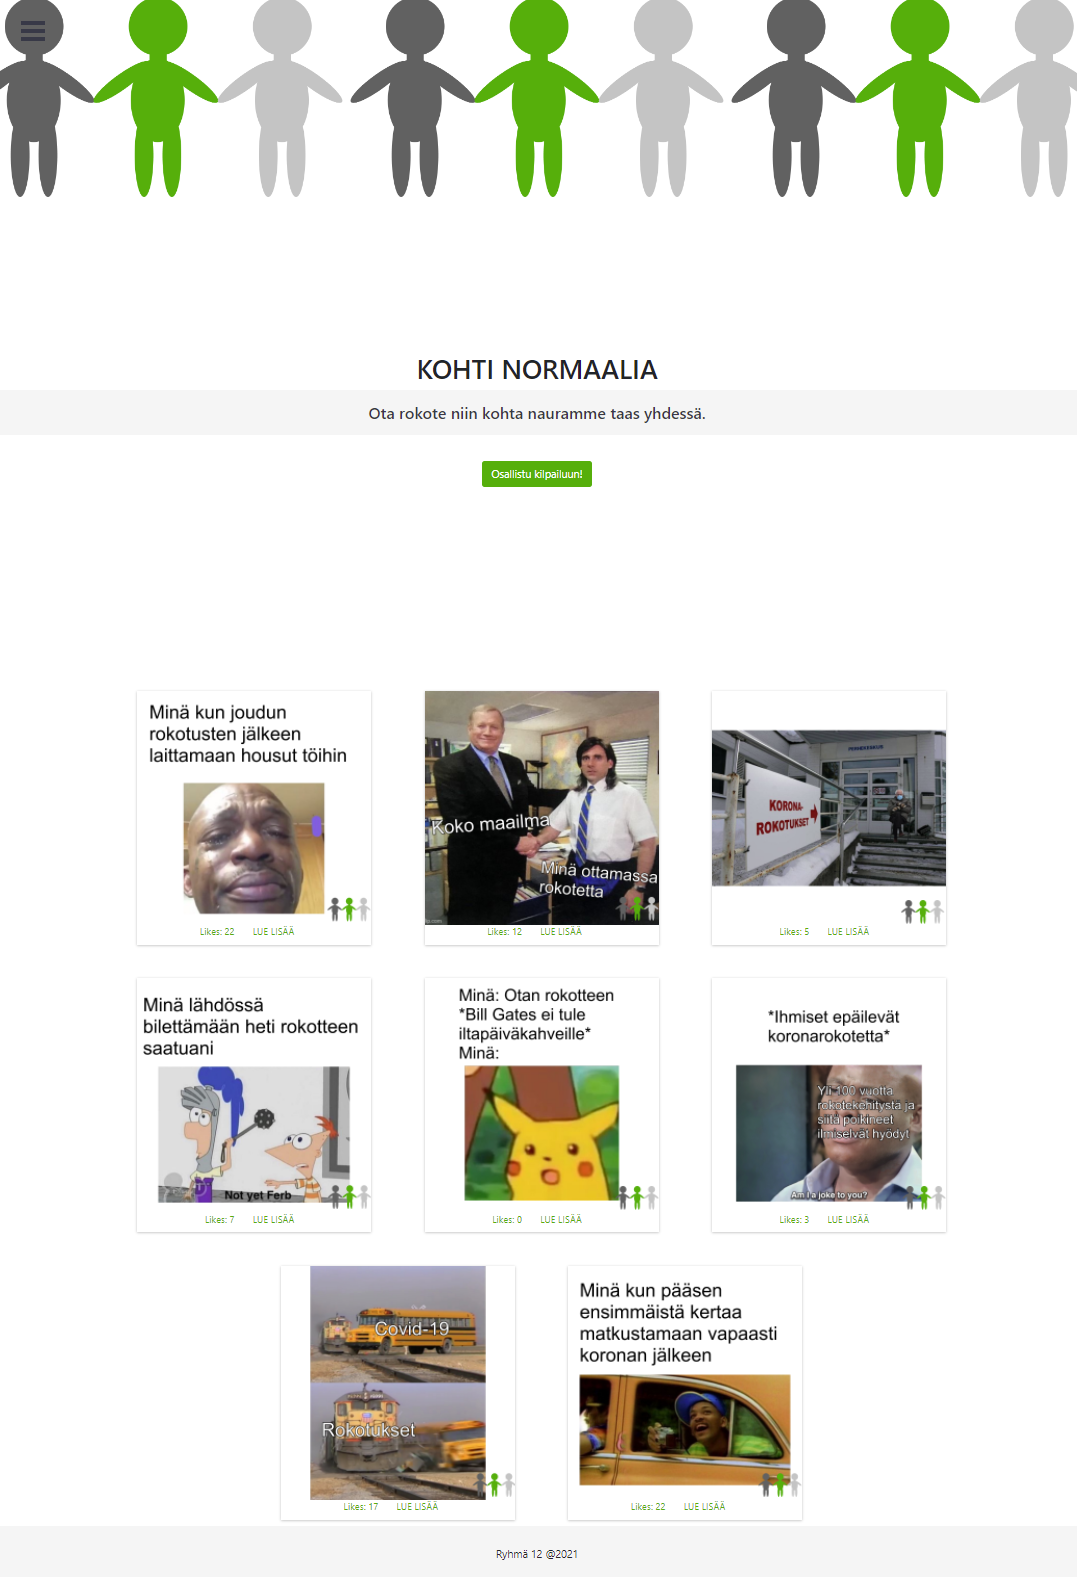 KOHTI NORMAALIA
Ota rokote niin kohta nauramme taas yhdessä.
Osallistu kilpailuun!
Minä kun joudun
rokotusten jälkeen
laittamaan housut töihin
Likes: 22 LUE LISÄÄ
Koko maailma
Minä ottamassa
rokotetta
Likes: 12 LUE LISÄÄ
KORONA-
ROKOTUKSET
Likes: 5 LUE LISÄÄ
Minä lähdössä
bilettämään heti rokotteen
saatuani
Not yet Ferb
Likes: 7 LUE LISÄÄ
Minä: Otan rokotteen
*Bill Gates ei tule
iltapäiväkahveille*
Minä:
Likes: 0 LUE LISÄÄ
*Ihmiset epäilevät
koronarokotetta*
Yli 100 vuotta
rokotekehitystä ja
siitä poikineet
ilmiselvät hyödyt
Am I a joke to you?
Likes: 3 LUE LISÄÄ
Covid-19
Rokotukset
Likes: 17 LUE LISÄÄ
Minä kun pääsen
ensimmäistä kertaa
matkustamaan vapaasti
koronan jälkeen
Likes: 22 LUE LISÄÄ
Ryhmä 12 @2021